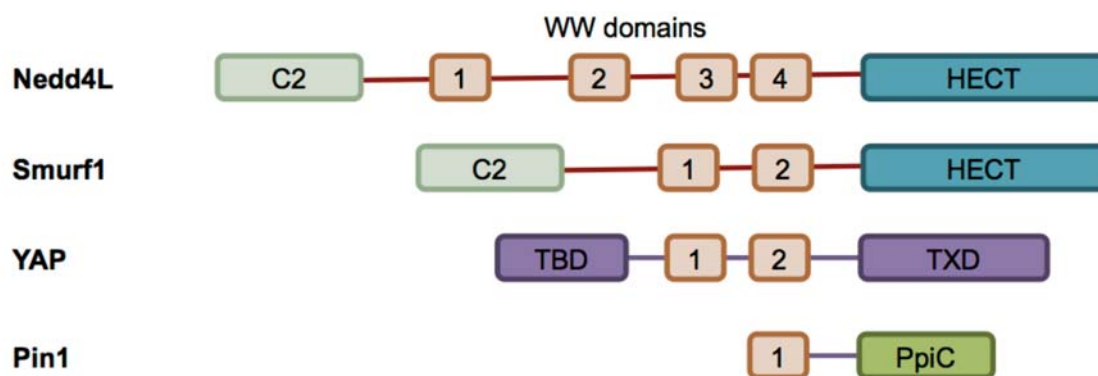 WW domains
Nedd4L C2 1 2 3 4 HECT
Smurf1 C2 1 2 HECT
YAP TBD 1 2 TXD
Pin1 1 PpiC